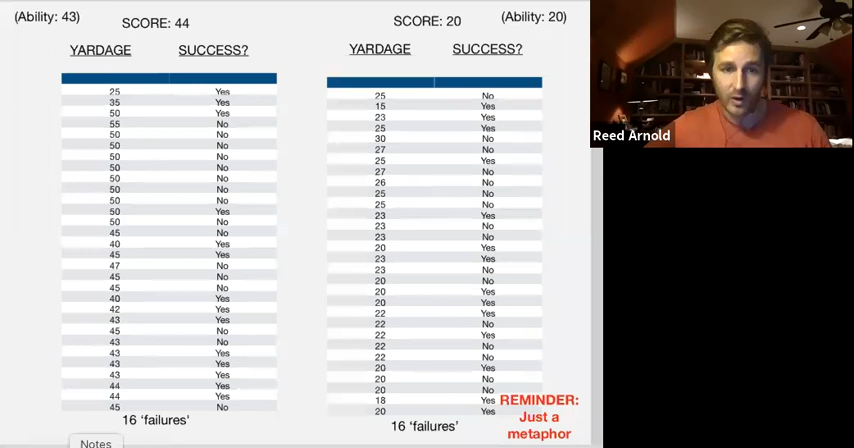 (Ability: 43)
SCORE: 44
YARDAGE SUCCESS?
25 Yes
35 Yes
50 Yes
55 No
50 No
50 No
50 No
50 No
50 No
50 No
50 No
50 Yes
50 No
45 No
40 Yes
45 Yes
47 No
45 No
45 No
40 Yes
42 Yes
43 Yes
45 No
43 No
43 Yes
43 Yes
43 Yes
44 Yes
44 Yes
45 No
16 'failures'
SCORE: 20
(Ability: 20)
YARDAGE SUCCESS?
25 No
15 Yes
23 Yes
25 Yes
30 No
27 No
25 Yes
27 No
26 No
25 No
25 No
23 Yes
23 No
23 No
20 Yes
23 Yes
23 No
20 No
20 Yes
20 Yes
22 Yes
22 No
22 Yes
22 No
22 No
20 Yes
20 No
20 No
18 Yes
20 Yes
16 'failures'
REMINDER:
Just a
metaphor
Notes
Reed Arnold